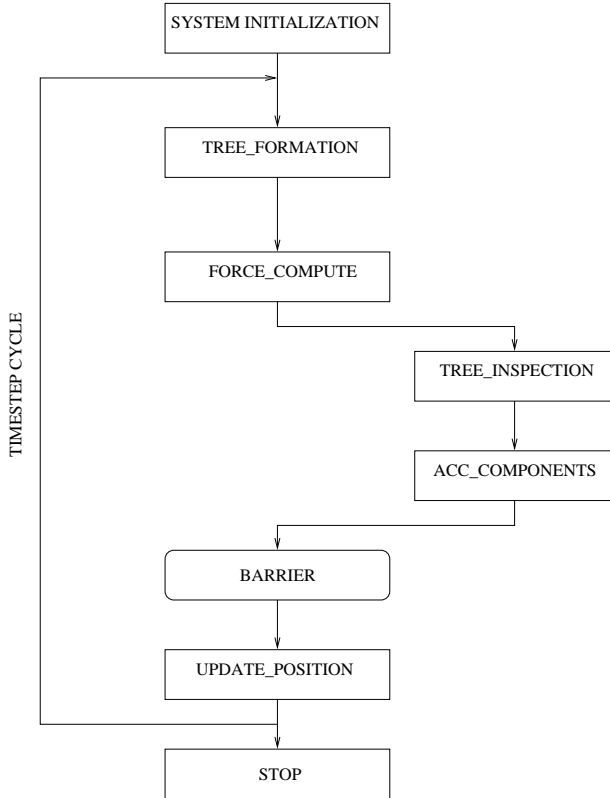 SYSTEM INITIALIZATION
TREE_FORMATION
FORCE_COMPUTE
TIMESTEP CYCLE
TREE_INSPECTION
ACC_COMPONENTS
BARRIER
UPDATE_POSITION
STOP